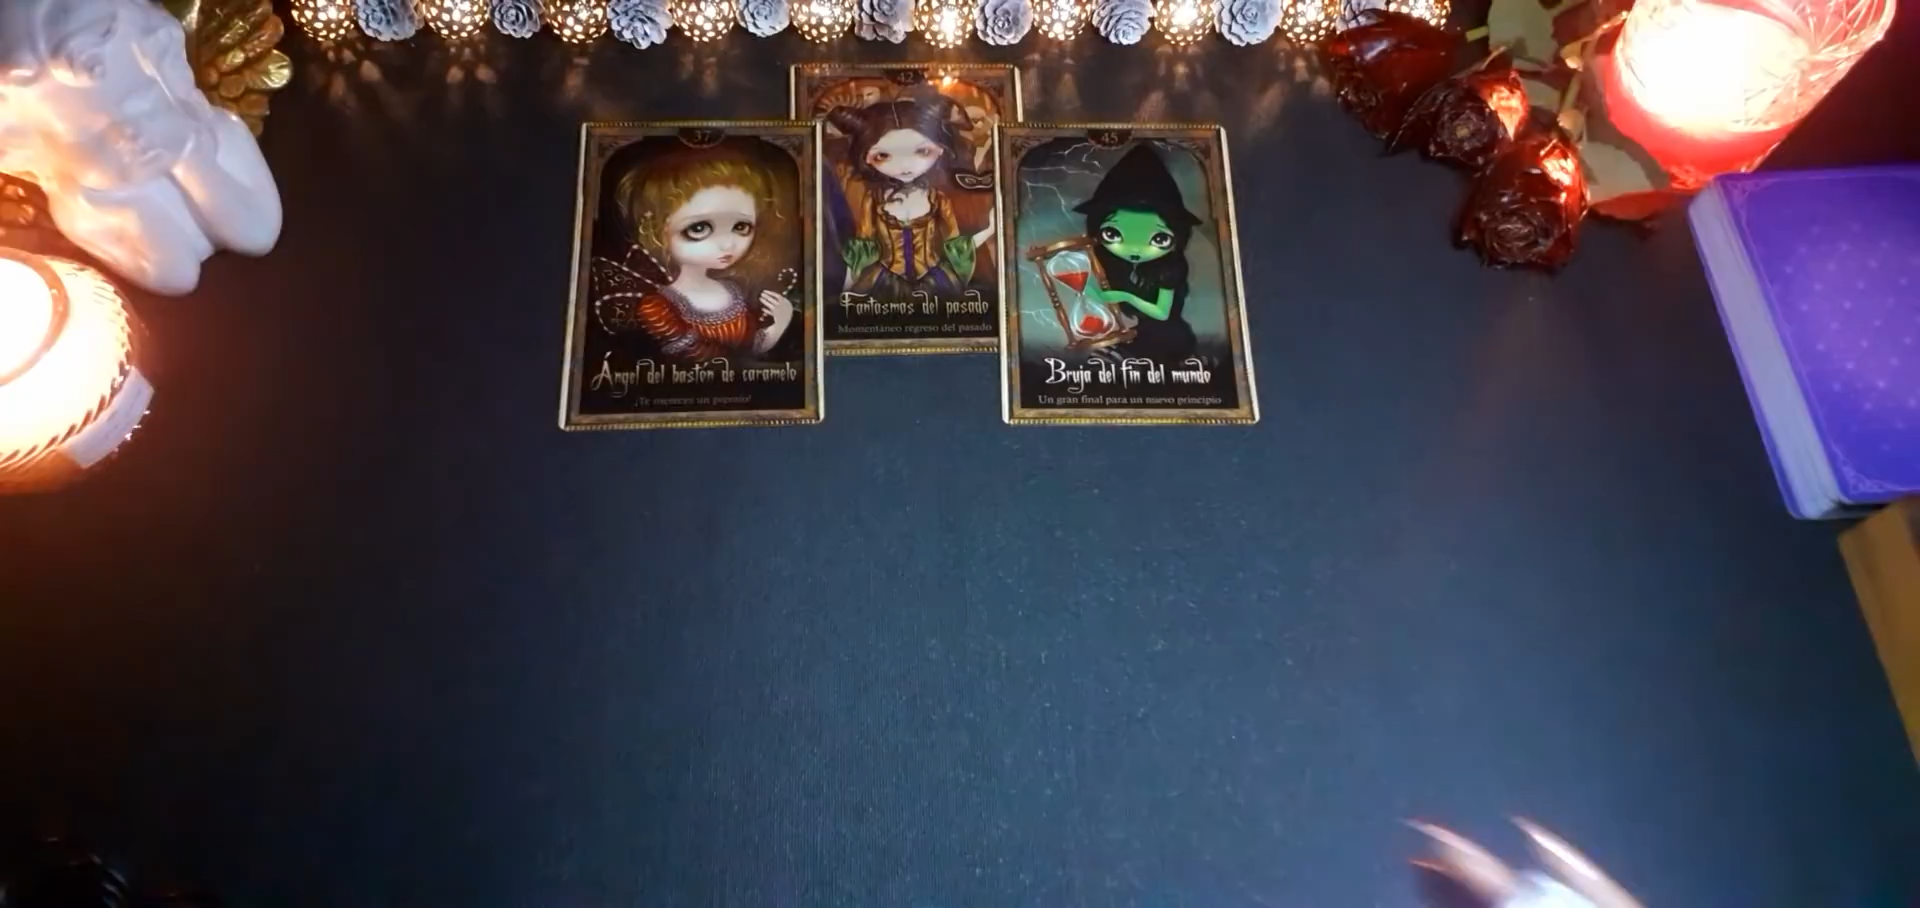 37
Ángel del bastón de caramelo
¡Te mereces un premio!
42
Fantasmas del pasado
Momentáneo regreso del pasado
45
Bruja del fin del mundo
Un gran final para un nuevo principio